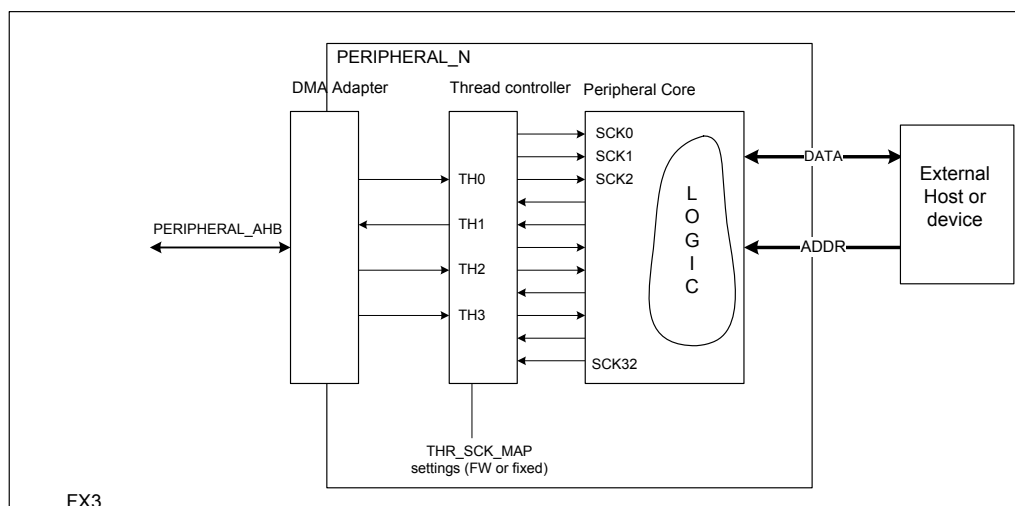 PERIPHERAL_N
DMA Adapter
Thread controller
Peripheral Core
SCK0
SCK1
SCK2
TH0
TH1
TH2
TH3
SCK32
L
O
G
I
C
PERIPHERAL_AHB
DATA
ADDR
External
Host or
device
THR_SCK_MAP
settings (FW or fixed)
FX3